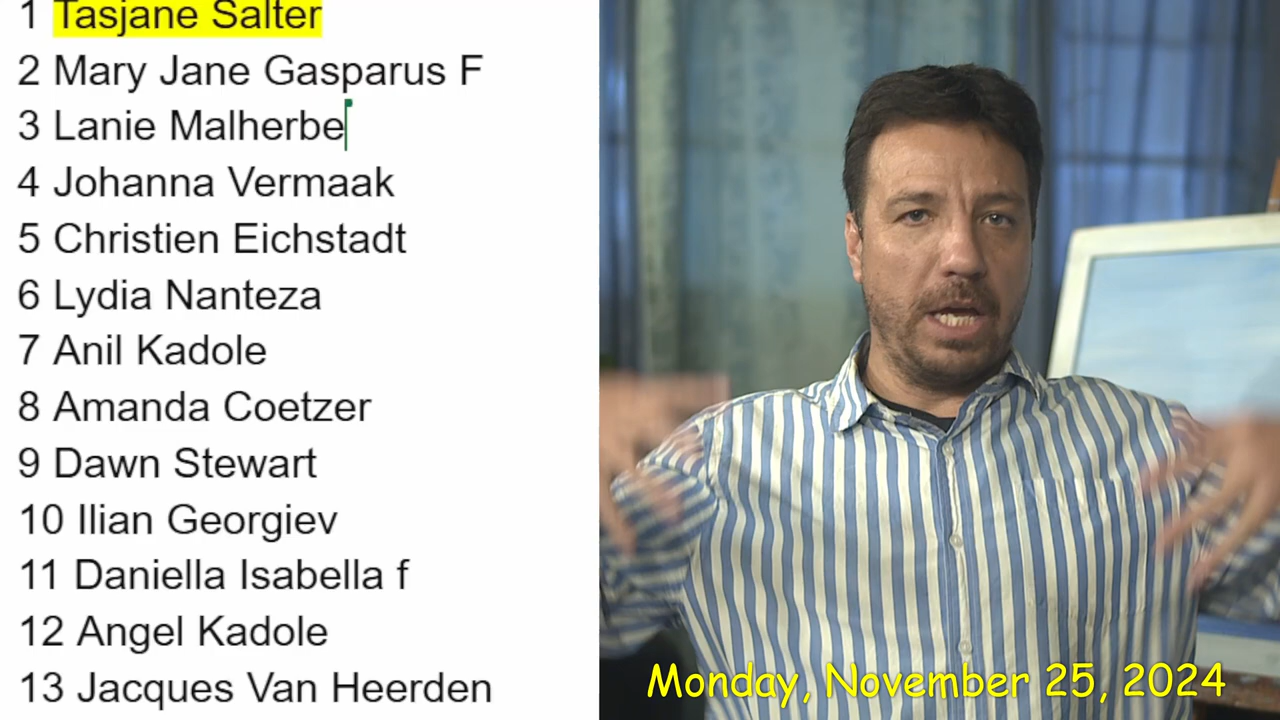 1 Tasjane Salter
2 Mary Jane Gasparus F
3 Lanie Malherbe
4 Johanna Vermaak
5 Christien Eichstadt
6 Lydia Nanteza
7 Anil Kadole
8 Amanda Coetzer
9 Dawn Stewart
10 Ilian Georgiev
11 Daniella Isabella f
12 Angel Kadole
13 Jacques Van Heerden
Monday, November 25, 2024